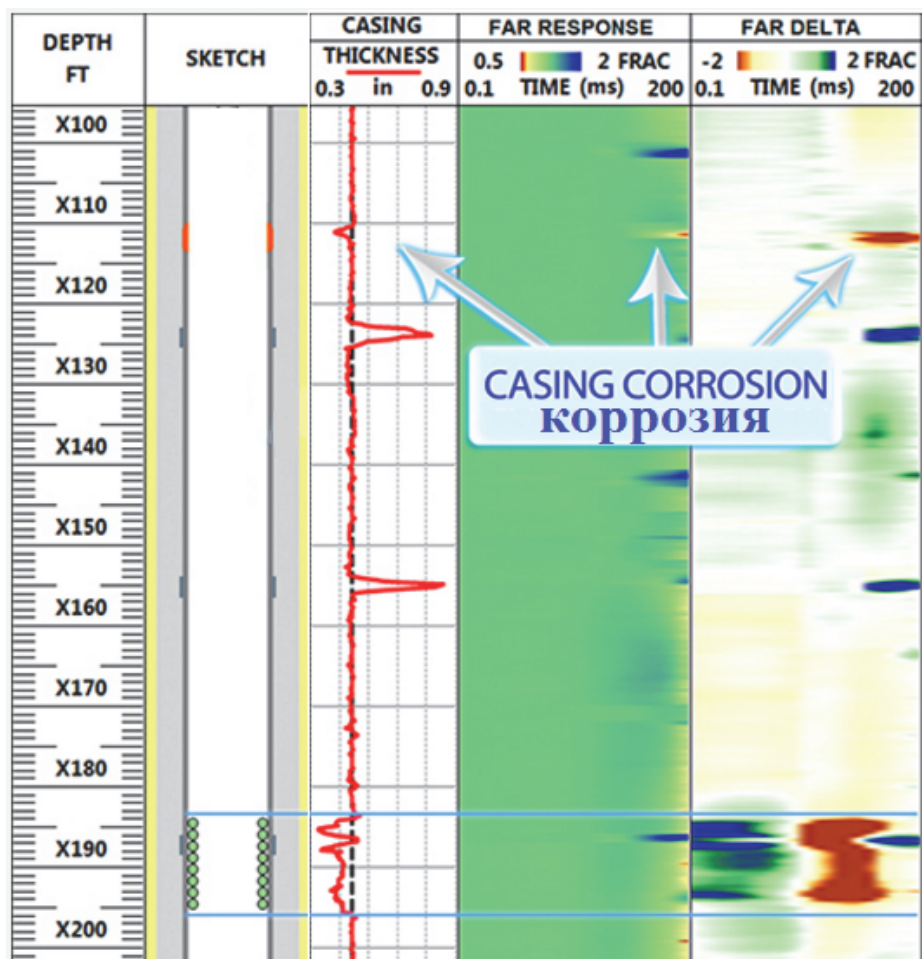 DEPTH
FT
SKETCH
CASING
THICKNESS
0.3 in 0.9
FAR RESPONSE
0.5 2 FRAC
0.1 TIME (ms) 200
FAR DELTA
-2 2 FRAC
0.1 TIME (ms) 200
X100
X110
X120
X130
X140
X150
X160
X170
X180
X190
X200
CASING CORROSION
коррозия